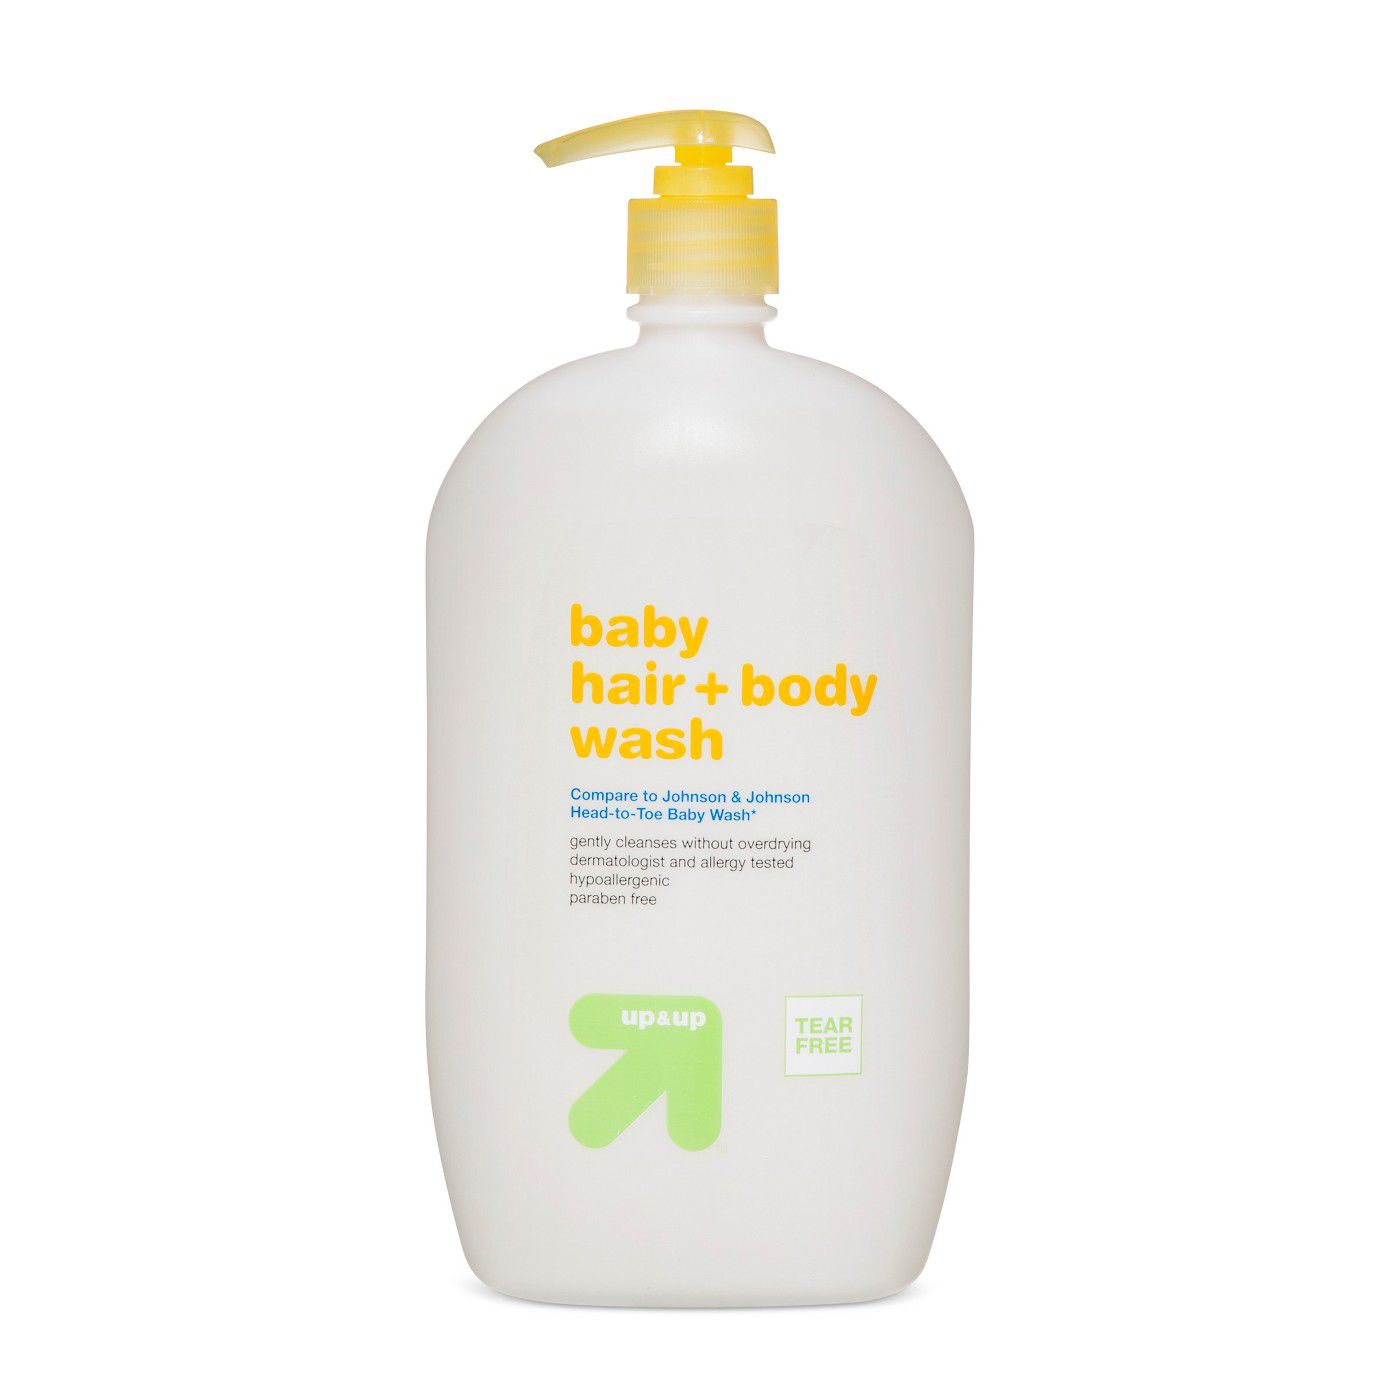 baby
hair + body
wash
Compare to Johnson & Johnson
Head-to-Toe Baby Wash*
gently cleanses without overdrying
dermatologist and allergy tested
hypoallergenic
paraben free
up&up
TM
TEAR
FREE